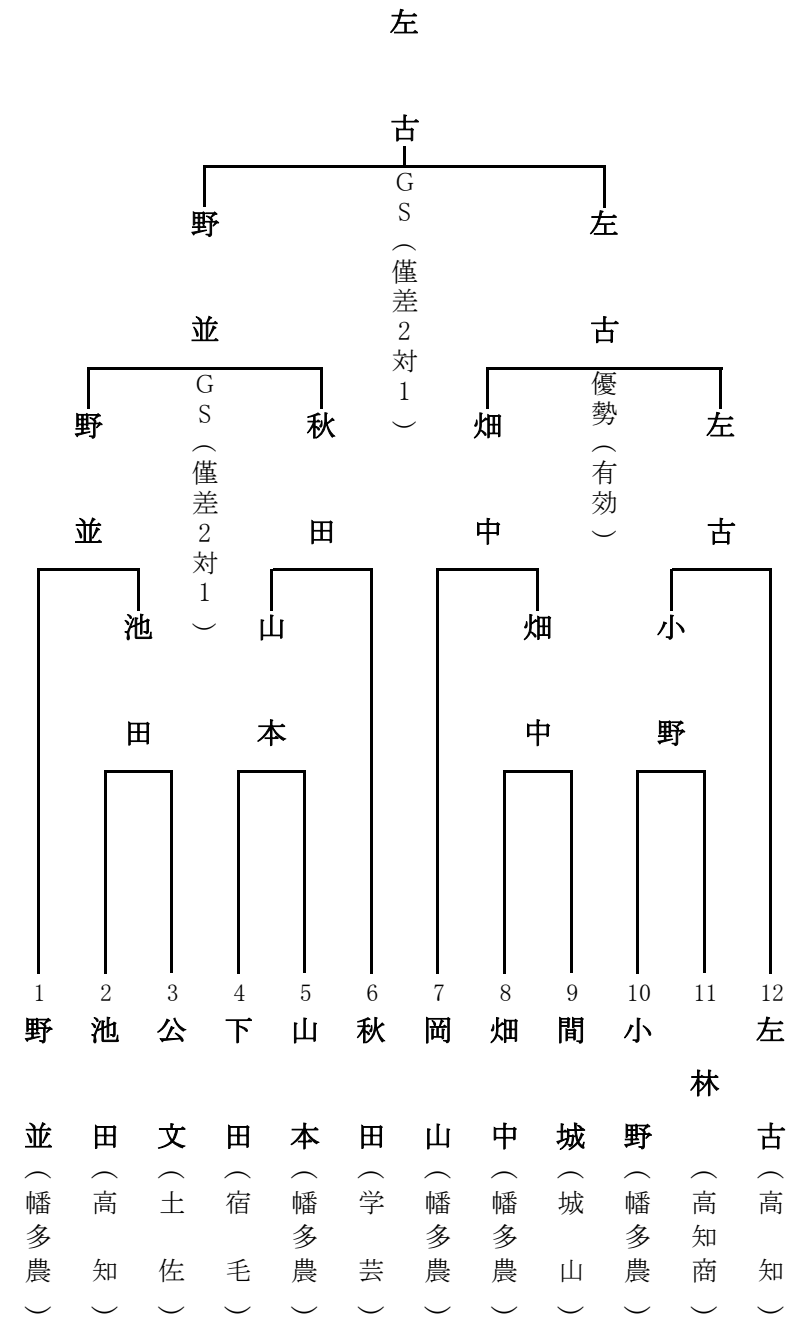 左古
GS（僅差2対1）
野並
左古
GS（僅差2対1）
優勢（有効）
野並
秋田
畑中
左古
池田
山本
畑中
小野
1 野並（幡多農）
2 池田（高知）
3 公文（土佐）
4 下田（宿毛）
5 山本（幡多農）
6 秋田（学芸）
7 岡山（幡多農）
8 畑中（幡多農）
9 間城（城山）
10 小野（幡多農）
11 林（高知商）
12 左古（高知）